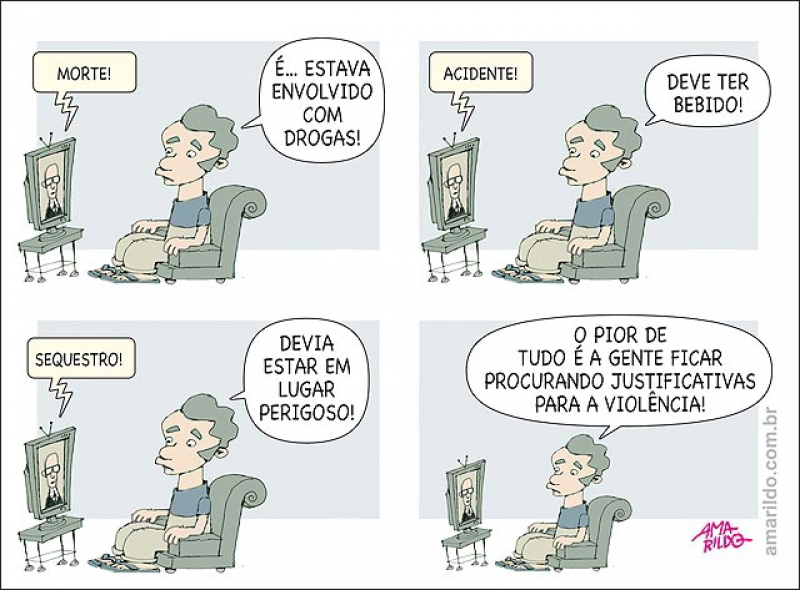 MORTE!
É... ESTAVA
ENVOLVIDO
COM
DROGAS!
ACIDENTE!
DEVE TER
BEBIDO!
SEQUESTRO!
DEVIA
ESTAR EM
LUGAR
PERIGOSO!
O PIOR DE
TUDO É A GENTE FICAR
PROCURANDO JUSTIFICATIVAS
PARA A VIOLÊNCIA!
AMA
RILDO
amarildo.com.br